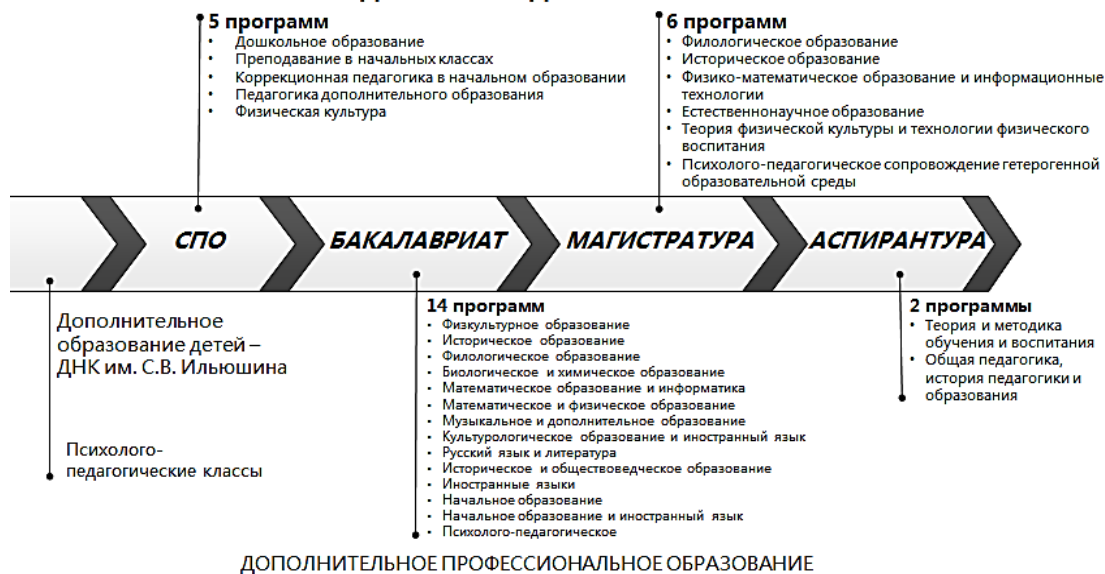 5 программ
• Дошкольное образование
• Преподавание в начальных классах
• Коррекционная педагогика в начальном образовании
• Педагогика дополнительного образования
• Физическая культура
6 программ
• Филологическое образование
• Историческое образование
• Физико-математическое образование и информационные
технологии
• Естественнонаучное образование
• Теория физической культуры и технологии физического
воспитания
• Психолого-педагогическое сопровождение гетерогенной
образовательной среды
СПО
БАКАЛАВРИАТ
МАГИСТРАТУРА
АСПИРАНТУРА
Дополнительное
образование детей –
ДНК им. С.В. Ильюшина
Психолого-
педагогические классы
14 программ
• Физкультурное образование
• Историческое образование
• Филологическое образование
• Биологическое и химическое образование
• Математическое образование и информатика
• Математическое и физическое образование
• Музыкальное и дополнительное образование
• Культурологическое образование и иностранный язык
• Русский язык и литература
• Историческое и обществоведческое образование
• Иностранные языки
• Начальное образование
• Начальное образование и иностранный язык
• Психолого-педагогическое
2 программы
• Теория и методика
обучения и воспитания
• Общая педагогика,
история педагогики и
образования
ДОПОЛНИТЕЛЬНОЕ ПРОФЕССИОНАЛЬНОЕ ОБРАЗОВАНИЕ